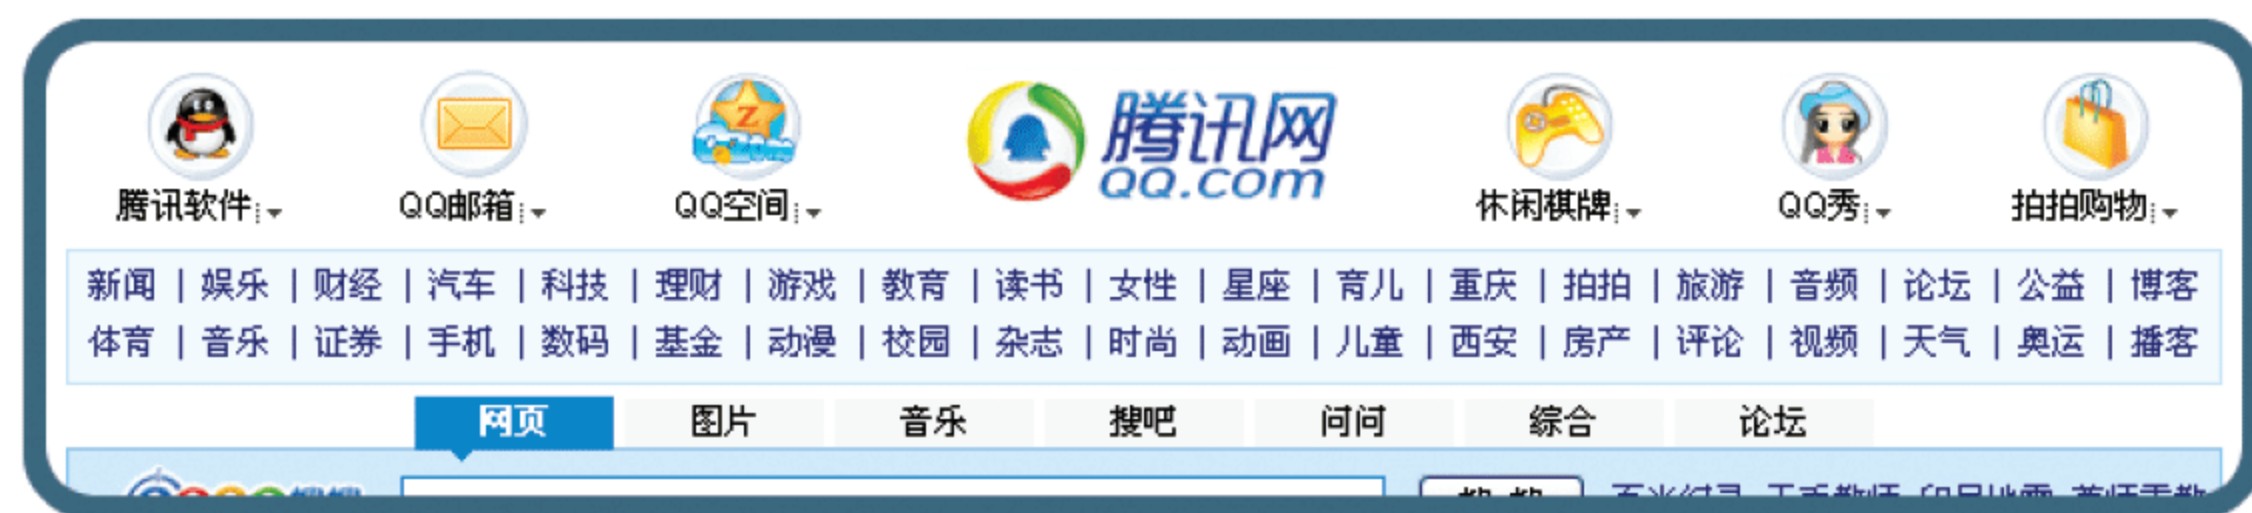 腾讯网
QQ.com
腾讯软件 QQ邮箱 QQ空间 休闲棋牌 QQ秀 拍拍购物
新闻 | 娱乐 | 财经 | 汽车 | 科技 | 理财 | 游戏 | 教育 | 读书 | 女性 | 星座 | 育儿 | 重庆 | 拍拍 | 旅游 | 音频 | 论坛 | 公益 | 博客
体育 | 音乐 | 证券 | 手机 | 数码 | 基金 | 动漫 | 校园 | 杂志 | 时尚 | 动画 | 儿童 | 西安 | 房产 | 评论 | 视频 | 天气 | 奥运 | 播客
网页 图片 音乐 搜吧 问问 综合 论坛